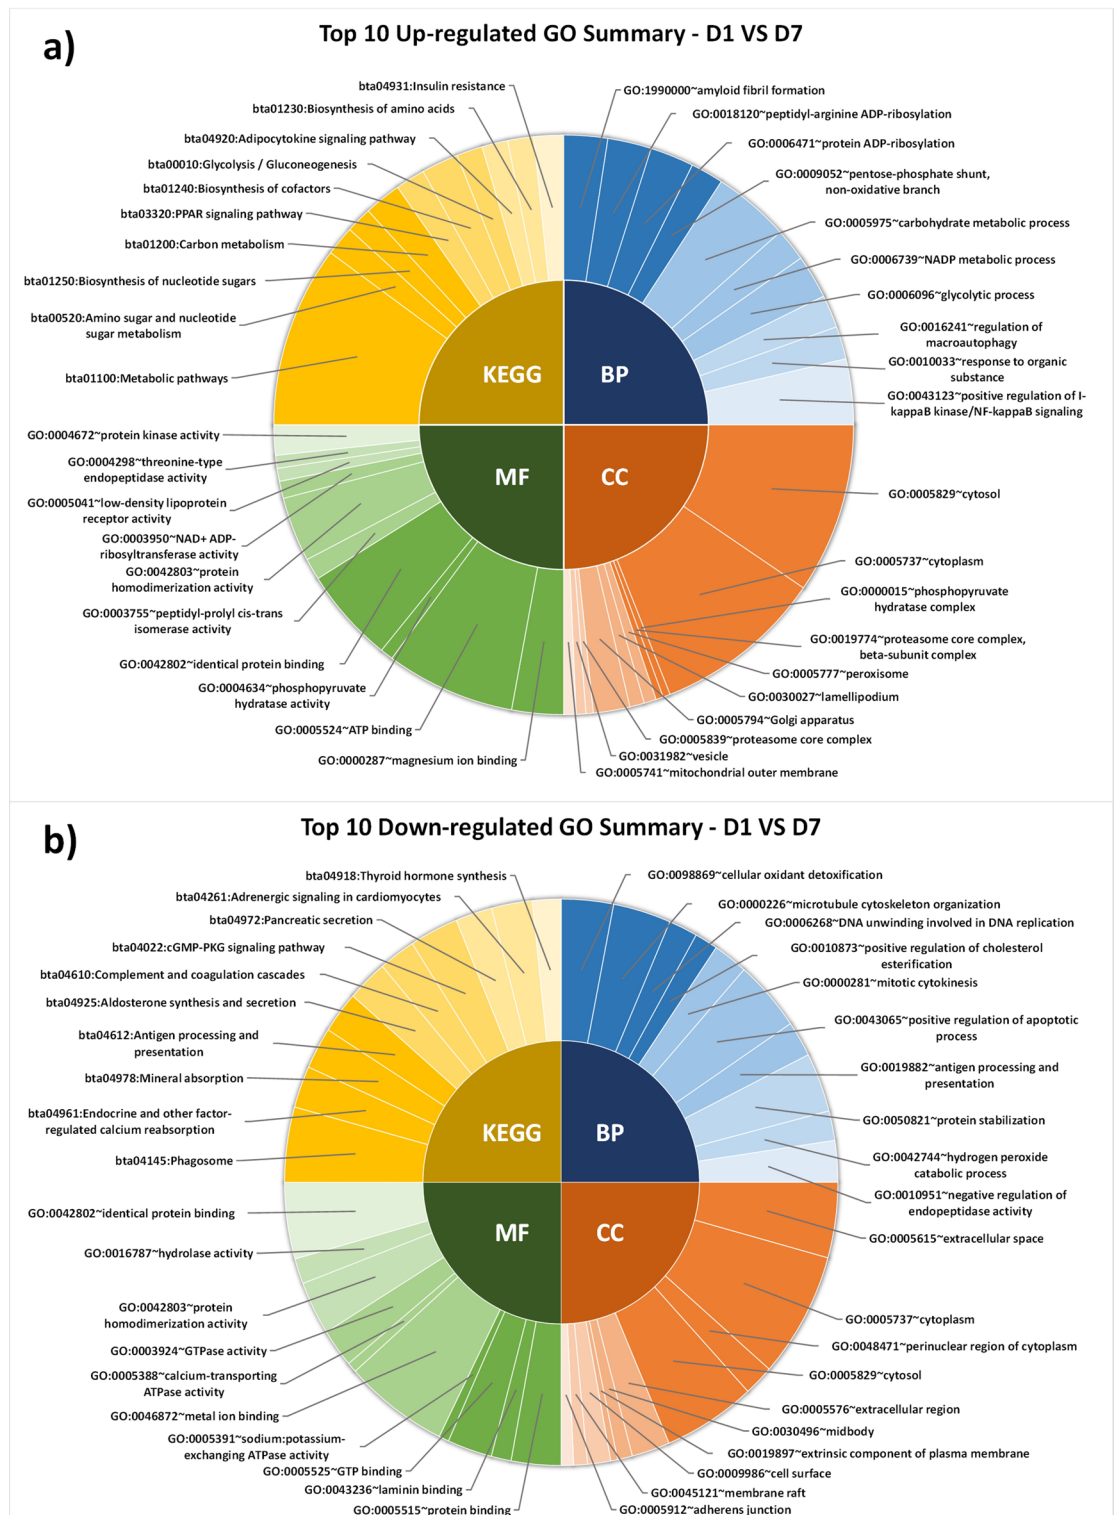 a)
Top 10 Up-regulated GO Summary - D1 VS D7
bta04931:Insulin resistance
bta01230:Biosynthesis of amino acids
bta04920:Adipocytokine signaling pathway
bta00010:Glycolysis / Gluconeogenesis
bta01240:Biosynthesis of cofactors
bta03320:PPAR signaling pathway
bta01200:Carbon metabolism
bta01250:Biosynthesis of nucleotide sugars
bta00520:Amino sugar and nucleotide
sugar metabolism
bta01100:Metabolic pathways
GO:1990000~amyloid fibril formation
GO:0018120~peptidyl-arginine ADP-ribosylation
GO:0006471~protein ADP-ribosylation
GO:0009052~pentose-phosphate shunt,
non-oxidative branch
GO:0005975~carbohydrate metabolic process
GO:0006739~NADP metabolic process
GO:0006096~glycolytic process
GO:0016241~regulation of
macroautophagy
GO:0010033~response to organic
substance
GO:0043123~positive regulation of I-
kappaB kinase/NF-kappaB signaling
KEGG
BP
MF
CC
GO:0004672~protein kinase activity
GO:0004298~threonine-type
endopeptidase activity
GO:0005041~low-density lipoprotein
receptor activity
GO:0003950~NAD+ ADP-
ribosyltransferase activity
GO:0042803~protein
homodimerization activity
GO:0003755~peptidyl-prolyl cis-trans
isomerase activity
GO:0042802~identical protein binding
GO:0004634~phosphopyruvate
hydratase activity
GO:0005524~ATP binding
GO:0000287~magnesium ion binding
GO:0005829~cytosol
GO:0005737~cytoplasm
GO:0000015~phosphopyruvate
hydratase complex
GO:0019774~proteasome core complex,
beta-subunit complex
GO:0005777~peroxisome
GO:0030027~lamellipodium
GO:0005794~Golgi apparatus
GO:0005839~proteasome core complex
GO:0031982~vesicle
GO:0005741~mitochondrial outer membrane
b)
Top 10 Down-regulated GO Summary - D1 VS D7
bta04918:Thyroid hormone synthesis
bta04261:Adrenergic signaling in cardiomyocytes
bta04972:Pancreatic secretion
bta04022:cGMP-PKG signaling pathway
bta04610:Complement and coagulation cascades
bta04925:Aldosterone synthesis and secretion
bta04612:Antigen processing and
presentation
bta04978:Mineral absorption
bta04961:Endocrine and other factor-
regulated calcium reabsorption
bta04145:Phagosome
GO:0098869~cellular oxidant detoxification
GO:0000226~microtubule cytoskeleton organization
GO:0006268~DNA unwinding involved in DNA replication
GO:0010873~positive regulation of cholesterol
esterification
GO:0000281~mitotic cytokinesis
GO:0043065~positive regulation of apoptotic
process
GO:0019882~antigen processing and
presentation
GO:0050821~protein stabilization
GO:0042744~hydrogen peroxide
catabolic process
GO:0010951~negative regulation of
endopeptidase activity
KEGG
BP
MF
CC
GO:0042802~identical protein binding
GO:0016787~hydrolase activity
GO:0042803~protein
homodimerization activity
GO:0003924~GTPase activity
GO:0005388~calcium-transporting
ATPase activity
GO:0046872~metal ion binding
GO:0005391~sodium:potassium-
exchanging ATPase activity
GO:0005525~GTP binding
GO:0043236~laminin binding
GO:0005515~protein binding
GO:0005615~extracellular space
GO:0005737~cytoplasm
GO:0048471~perinuclear region of cytoplasm
GO:0005829~cytosol
GO:0005576~extracellular region
GO:0030496~midbody
GO:0019897~extrinsic component of plasma membrane
GO:0009986~cell surface
GO:0045121~membrane raft
GO:0005912~adherens junction